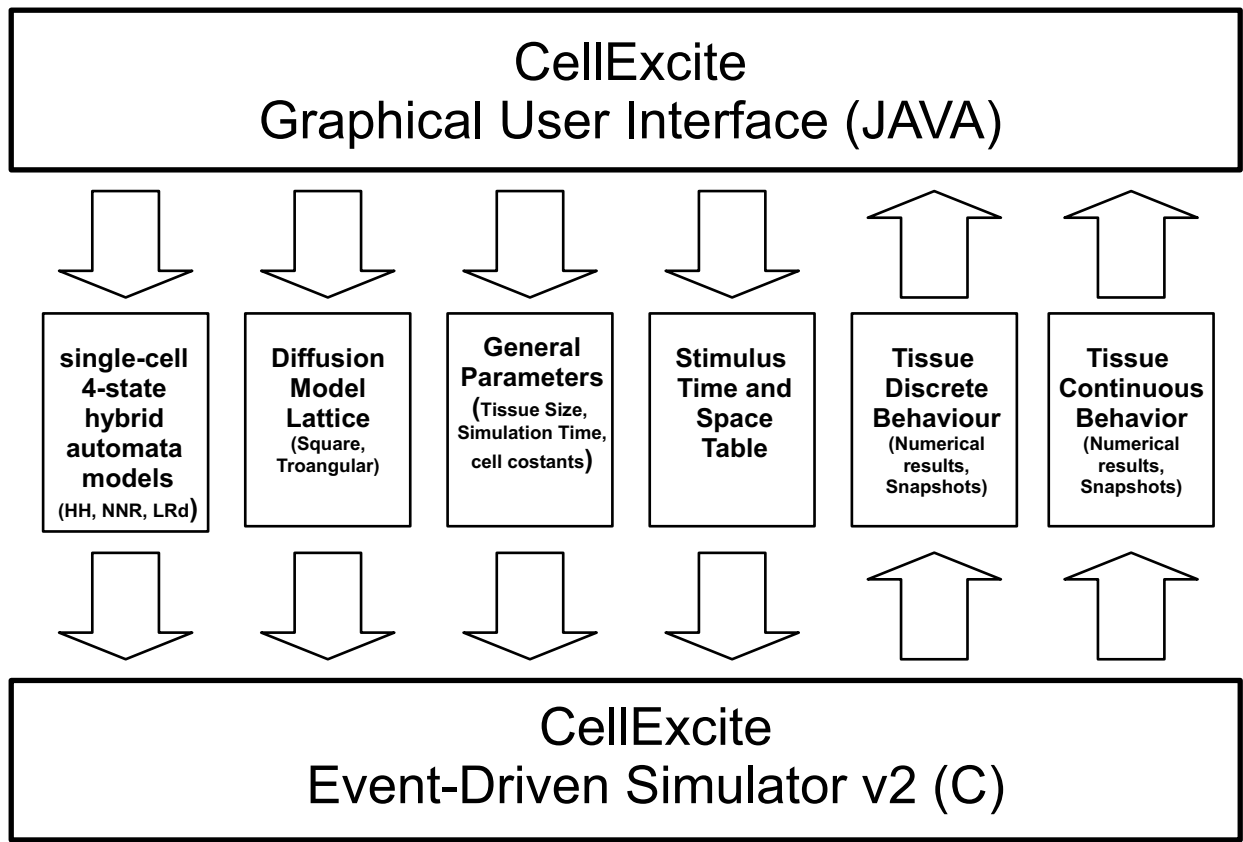 CellExcite
Graphical User Interface (JAVA)
single-cell
4-state
hybrid
automata
models
(HH, NNR, LRd)
Diffusion
Model
Lattice
(Square,
Troangular)
General
Parameters
(Tissue Size,
Simulation Time,
cell costants)
Stimulus
Time and
Space
Table
Tissue
Discrete
Behaviour
(Numerical
results,
Snapshots)
Tissue
Continuous
Behavior
(Numerical
results,
Snapshots)
CellExcite
Event-Driven Simulator v2 (C)